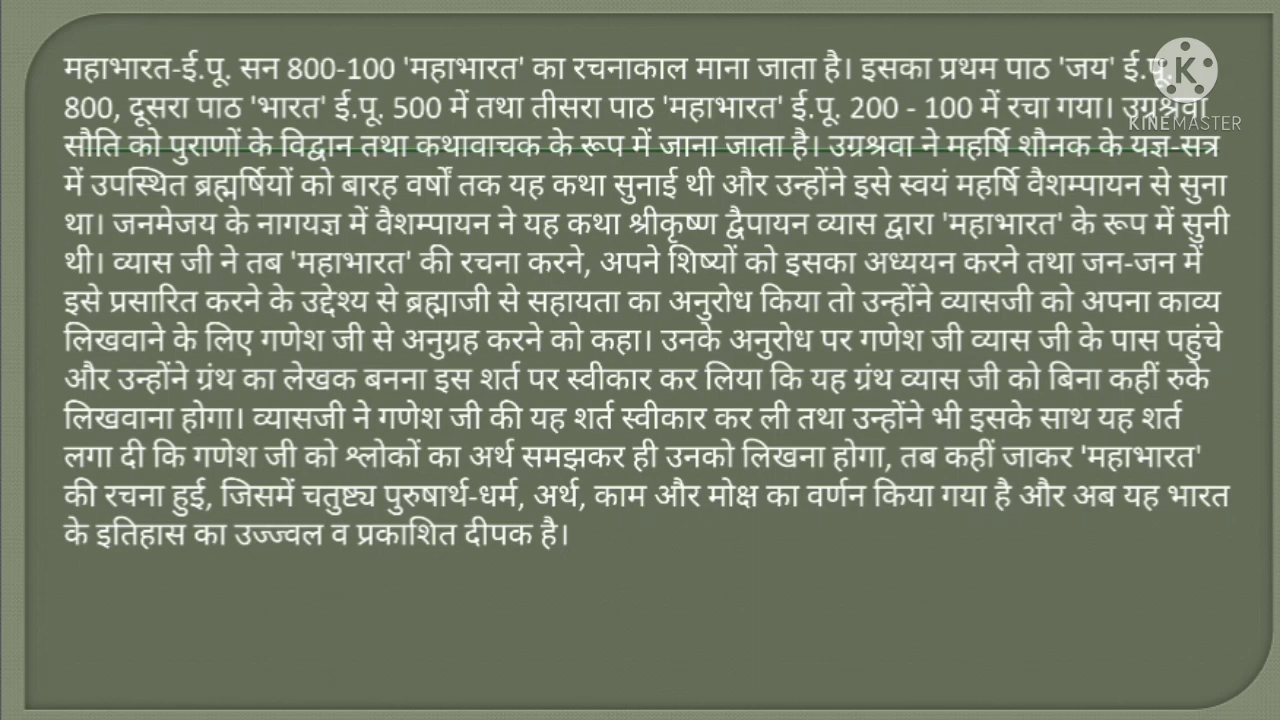 महाभारत-ई.पू. सन 800-100 'महाभारत' का रचनाकाल माना जाता है। इसका प्रथम पाठ 'जय' ई.पू.
800, दूसरा पाठ 'भारत' ई.पू. 500 में तथा तीसरा पाठ 'महाभारत' ई.पू. 200 - 100 में रचा गया। उग्रश्रवा
सौति को पुराणों के विद्वान तथा कथावाचक के रूप में जाना जाता है। उग्रश्रवा ने महर्षि शौनक के यज्ञ-सत्र
में उपस्थित ब्रह्मर्षियों को बारह वर्षों तक यह कथा सुनाई थी और उन्होंने इसे स्वयं महर्षि वैशम्पायन से सुना
था। जनमेजय के नागयज्ञ में वैशम्पायन ने यह कथा श्रीकृष्ण द्वैपायन व्यास द्वारा 'महाभारत' के रूप में सुनी
थी। व्यास जी ने तब 'महाभारत' की रचना करने, अपने शिष्यों को इसका अध्ययन करने तथा जन-जन में
इसे प्रसारित करने के उद्देश्य से ब्रह्माजी से सहायता का अनुरोध किया तो उन्होंने व्यासजी को अपना काव्य
लिखवाने के लिए गणेश जी से अनुग्रह करने को कहा। उनके अनुरोध पर गणेश जी व्यास जी के पास पहुंचे
और उन्होंने ग्रंथ का लेखक बनना इस शर्त पर स्वीकार कर लिया कि यह ग्रंथ व्यास जी को बिना कहीं रुके
लिखवाना होगा। व्यासजी ने गणेश जी की यह शर्त स्वीकार कर ली तथा उन्होंने भी इसके साथ यह शर्त
लगा दी कि गणेश जी को श्लोकों का अर्थ समझकर ही उनको लिखना होगा, तब कहीं जाकर 'महाभारत'
की रचना हुई, जिसमें चतुष्ट्य पुरुषार्थ-धर्म, अर्थ, काम और मोक्ष का वर्णन किया गया है और अब यह भारत
के इतिहास का उज्ज्वल व प्रकाशित दीपक है।
K
KINEMASTER